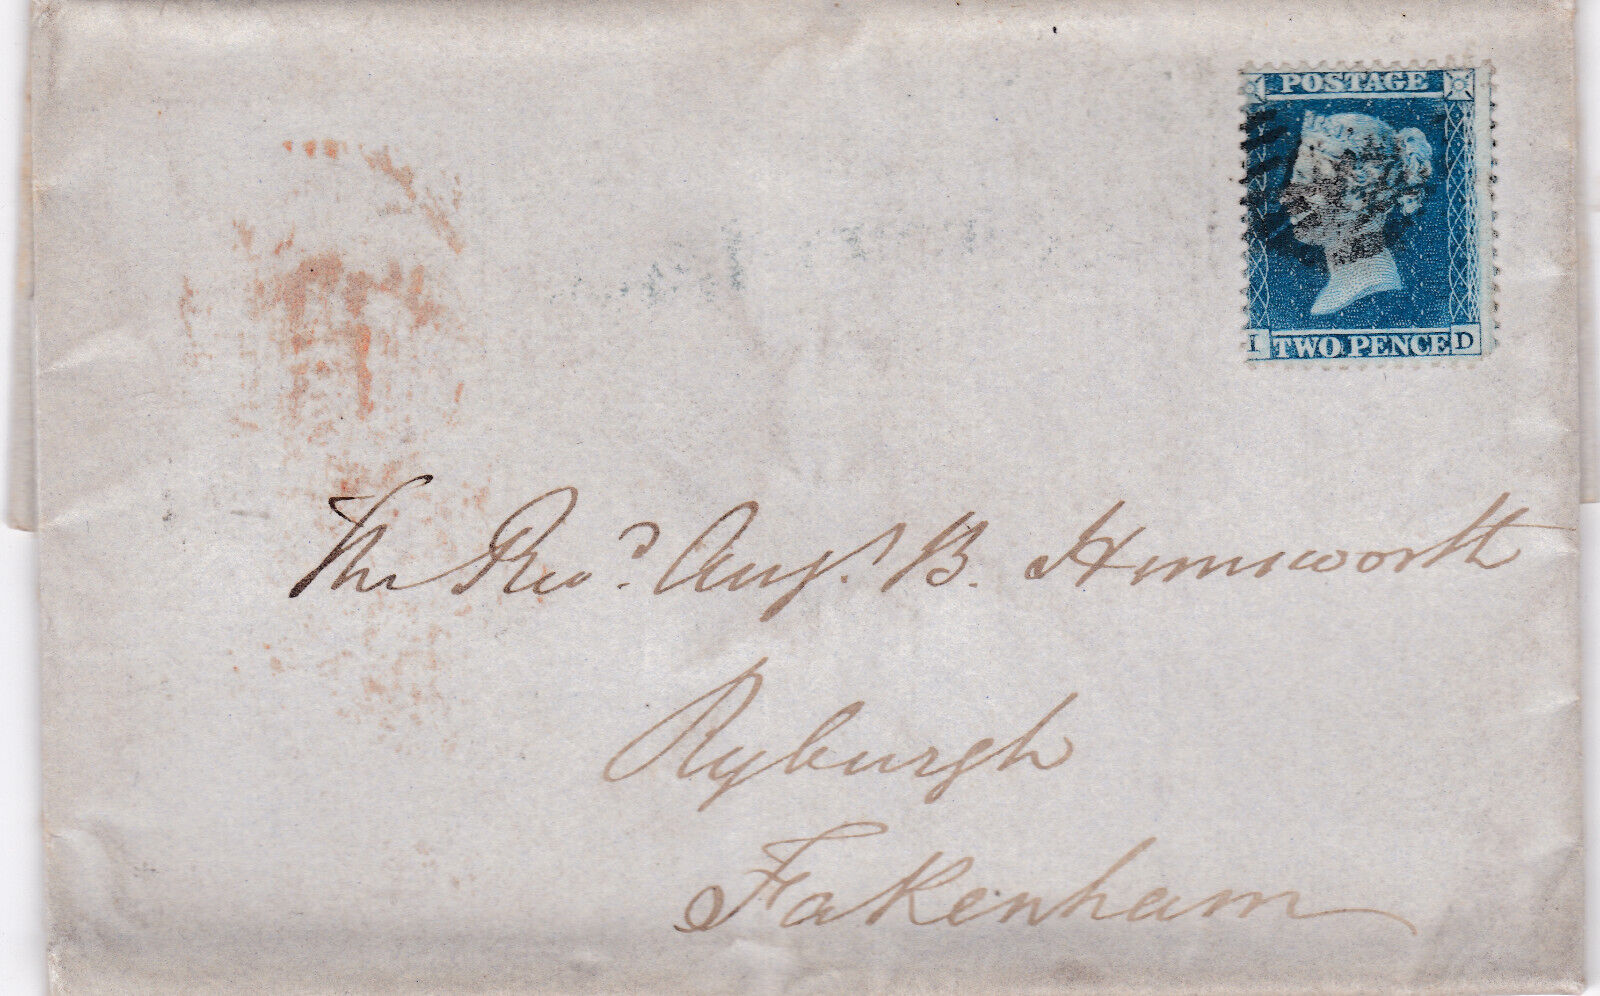 POSTAGE
I TWO PENCE D
The Revd. Augs. B. Hemsworth
Ryburgh
Fakenham